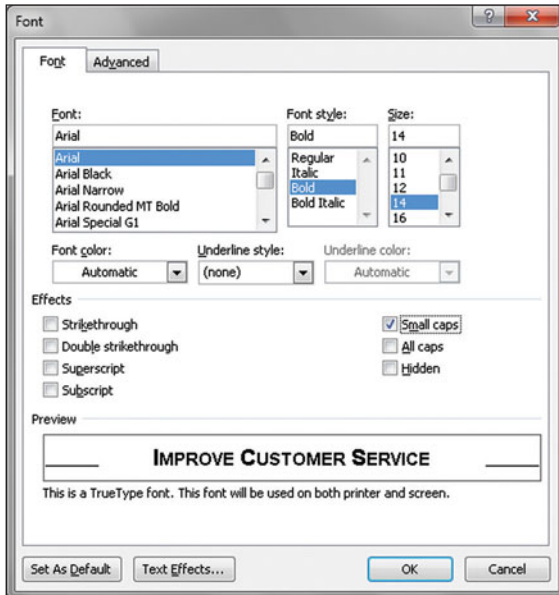 Font
Font Advanced
Font: Font style: Size:
Arial Bold 14
Arial Regular 10
Arial Black Italic 11
Arial Narrow Bold 12
Arial Rounded MT Bold Bold Italic 14
Arial Special G1 16
Font color: Underline style: Underline color:
Automatic (none) Automatic
Effects
Strikethrough Small caps
Double strikethrough All caps
Superscript Hidden
Subscript
Preview
IMPROVE CUSTOMER SERVICE
This is a TrueType font. This font will be used on both printer and screen.
Set As Default Text Effects... OK Cancel